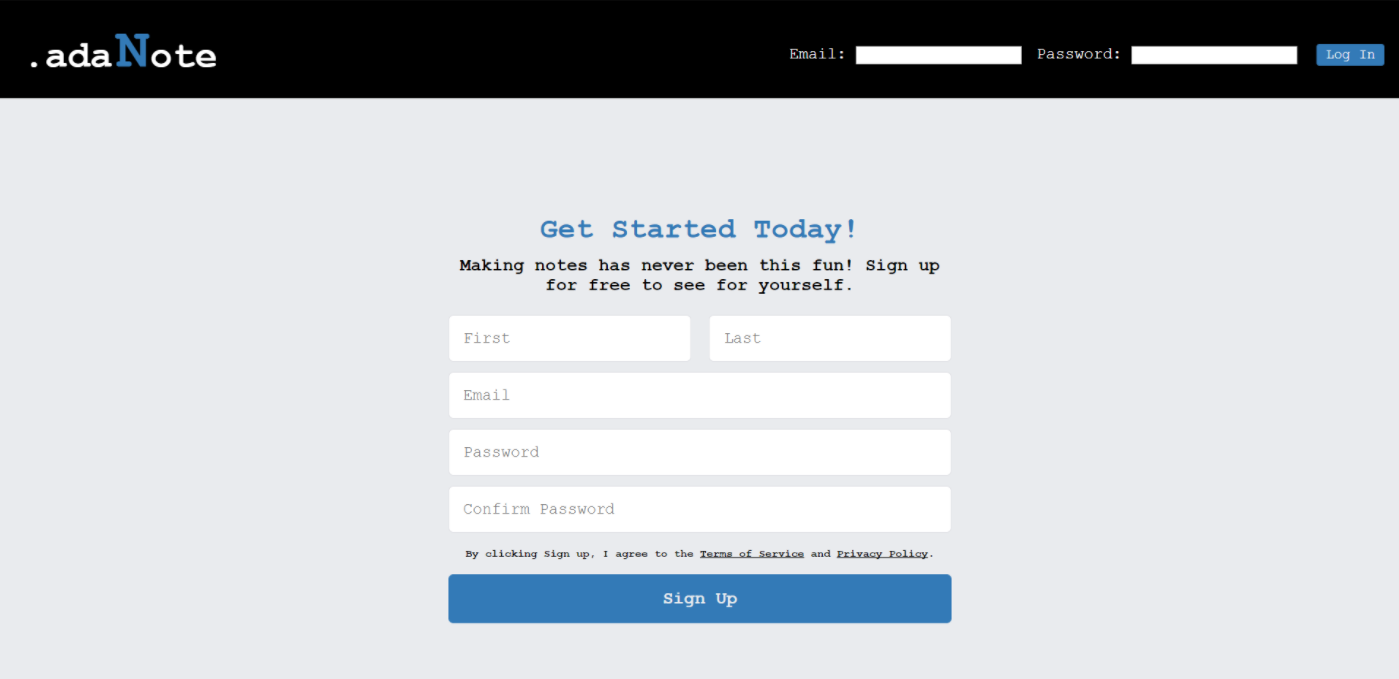 .adaNote
Email: Password: Log In
Get Started Today!
Making notes has never been this fun! Sign up
for free to see for yourself.
First Last
Email
Password
Confirm Password
By clicking Sign up, I agree to the Terms of Service and Privacy Policy.
Sign Up